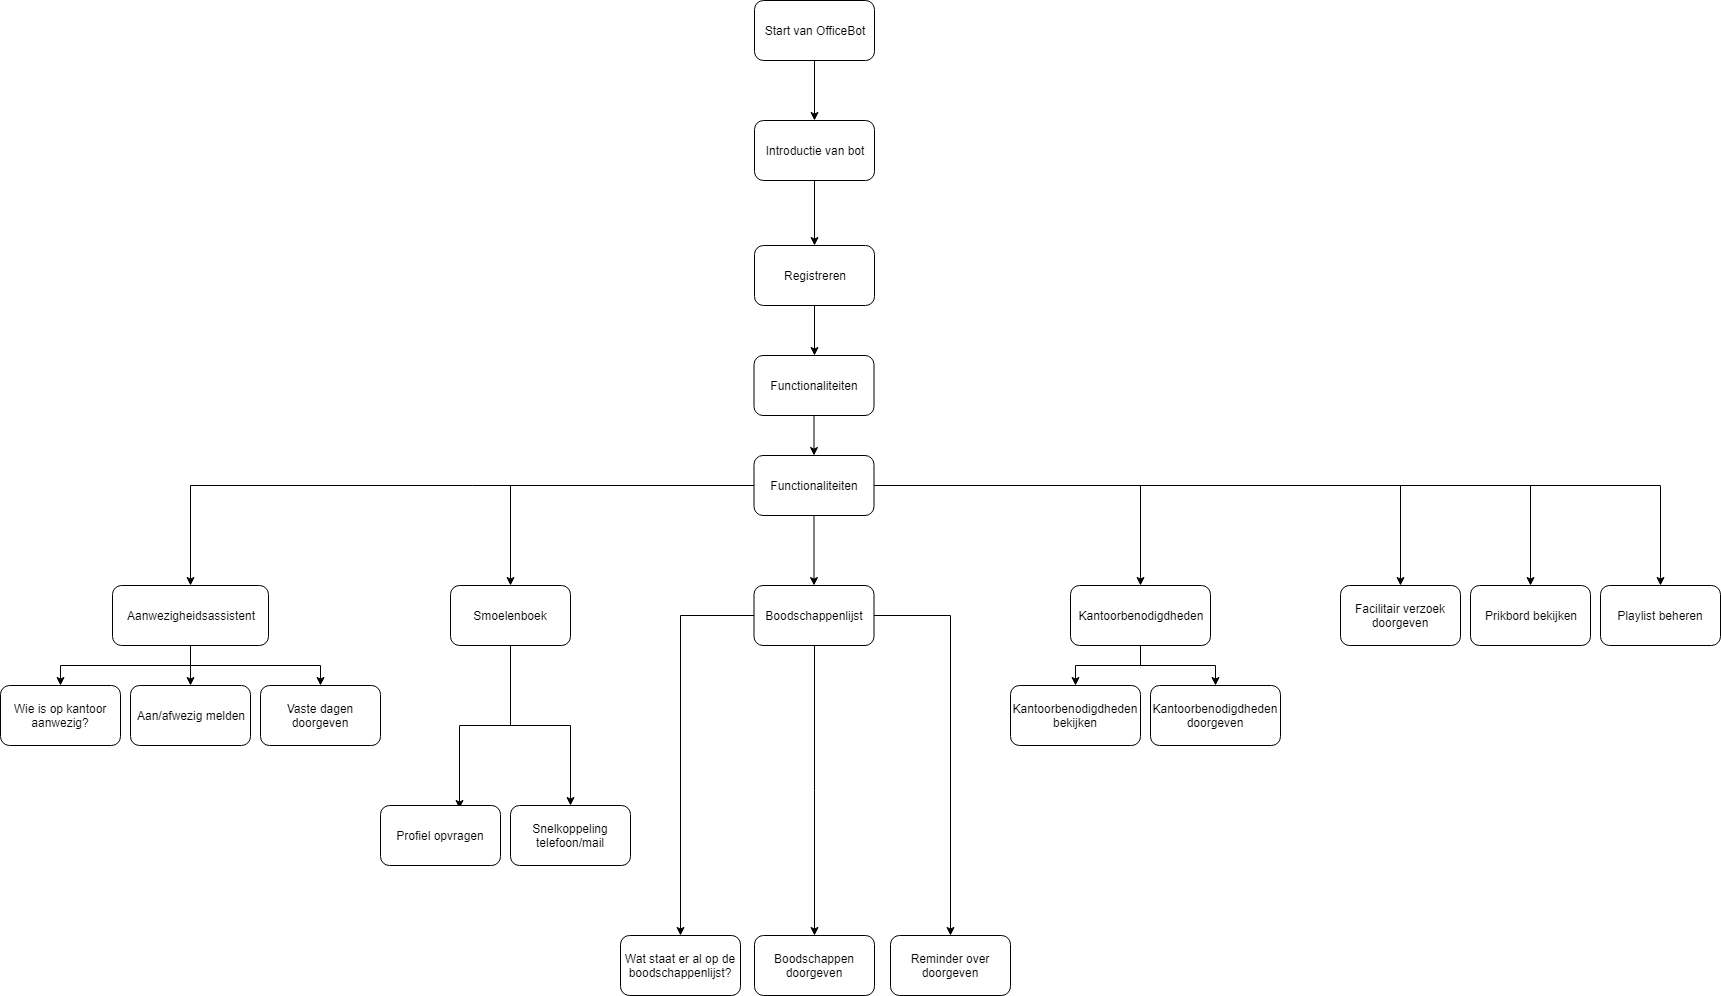 Start van OfficeBot
Introductie van bot
Registreren
Functionaliteiten
Functionaliteiten
Aanwezigheidsassistent
Smoelenboek
Boodschappenlijst
Kantoorbenodigdheden
Facilitair verzoek
doorgeven
Prikbord bekijken
Playlist beheren
Wie is op kantoor
aanwezig?
Aan/afwezig melden
Vaste dagen
doorgeven
Kantoorbenodigdheden
bekijken
Kantoorbenodigdheden
doorgeven
Profiel opvragen
Snelkoppeling
telefoon/mail
Wat staat er al op de
boodschappenlijst?
Boodschappen
doorgeven
Reminder over
doorgeven